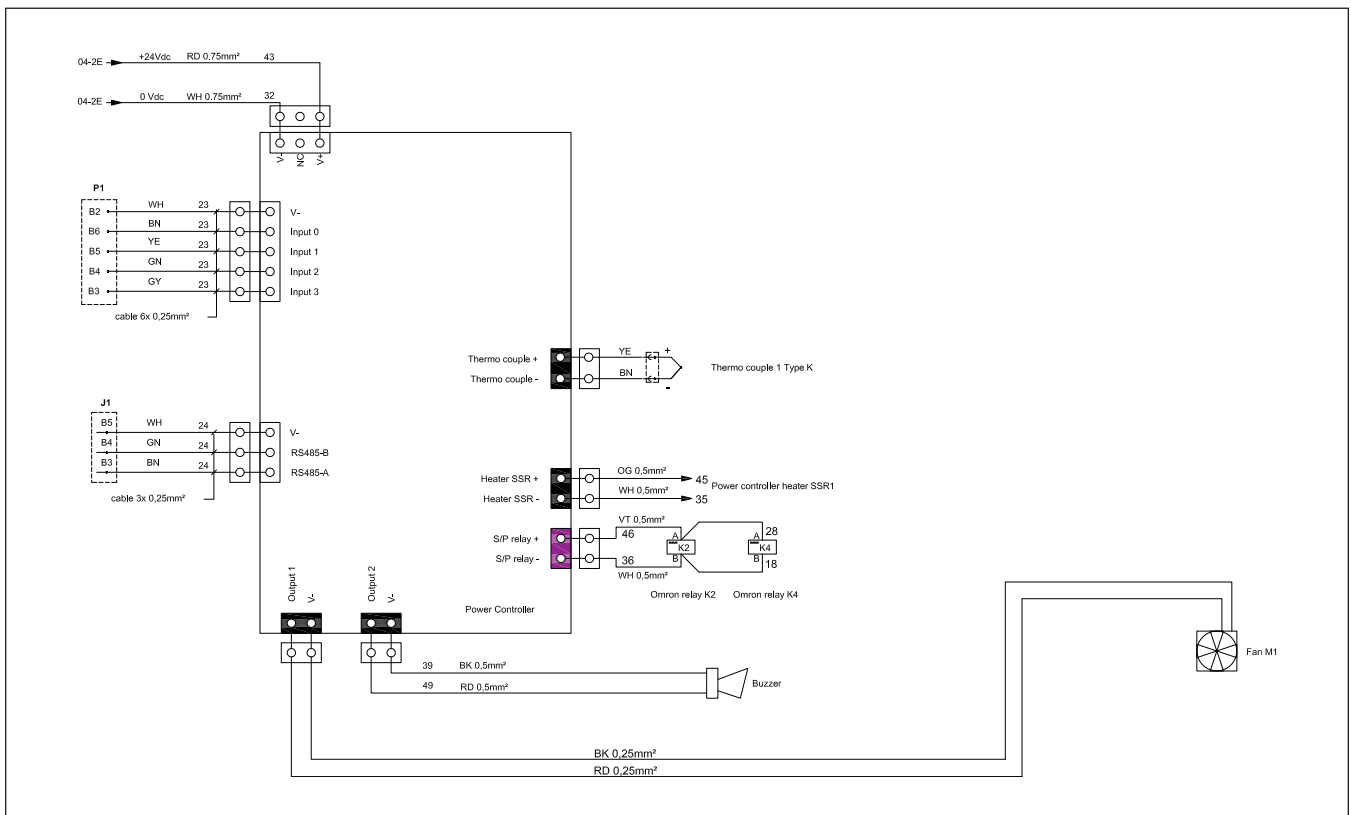 04-2E +24Vdc RD 0.75mm² 43
04-2E 0 Vdc WH 0.75mm² 32
V- NC V+
P1
B2 WH 23 V-
B6 BN 23 Input 0
B5 YE 23 Input 1
B4 GN 23 Input 2
B3 GY 23 Input 3
cable 6x 0,25mm²
Thermo couple + YE +
Thermo couple - BN -
Thermo couple 1 Type K
J1
B5 WH 24 V-
B4 GN 24 RS485-B
B3 BN 24 RS485-A
cable 3x 0,25mm²
Heater SSR + OG 0,5mm² 45
Heater SSR - WH 0,5mm² 35
Power controller heater SSR1
VT 0,5mm²
S/P relay + 46 A K2 B A K4 B 28
S/P relay - 36 18
WH 0,5mm²
Omron relay K2 Omron relay K4
Output 1 V- Output 2 V-
Power Controller
39 BK 0,5mm²
49 RD 0,5mm²
Buzzer
Fan M1
BK 0,25mm²
RD 0,25mm²